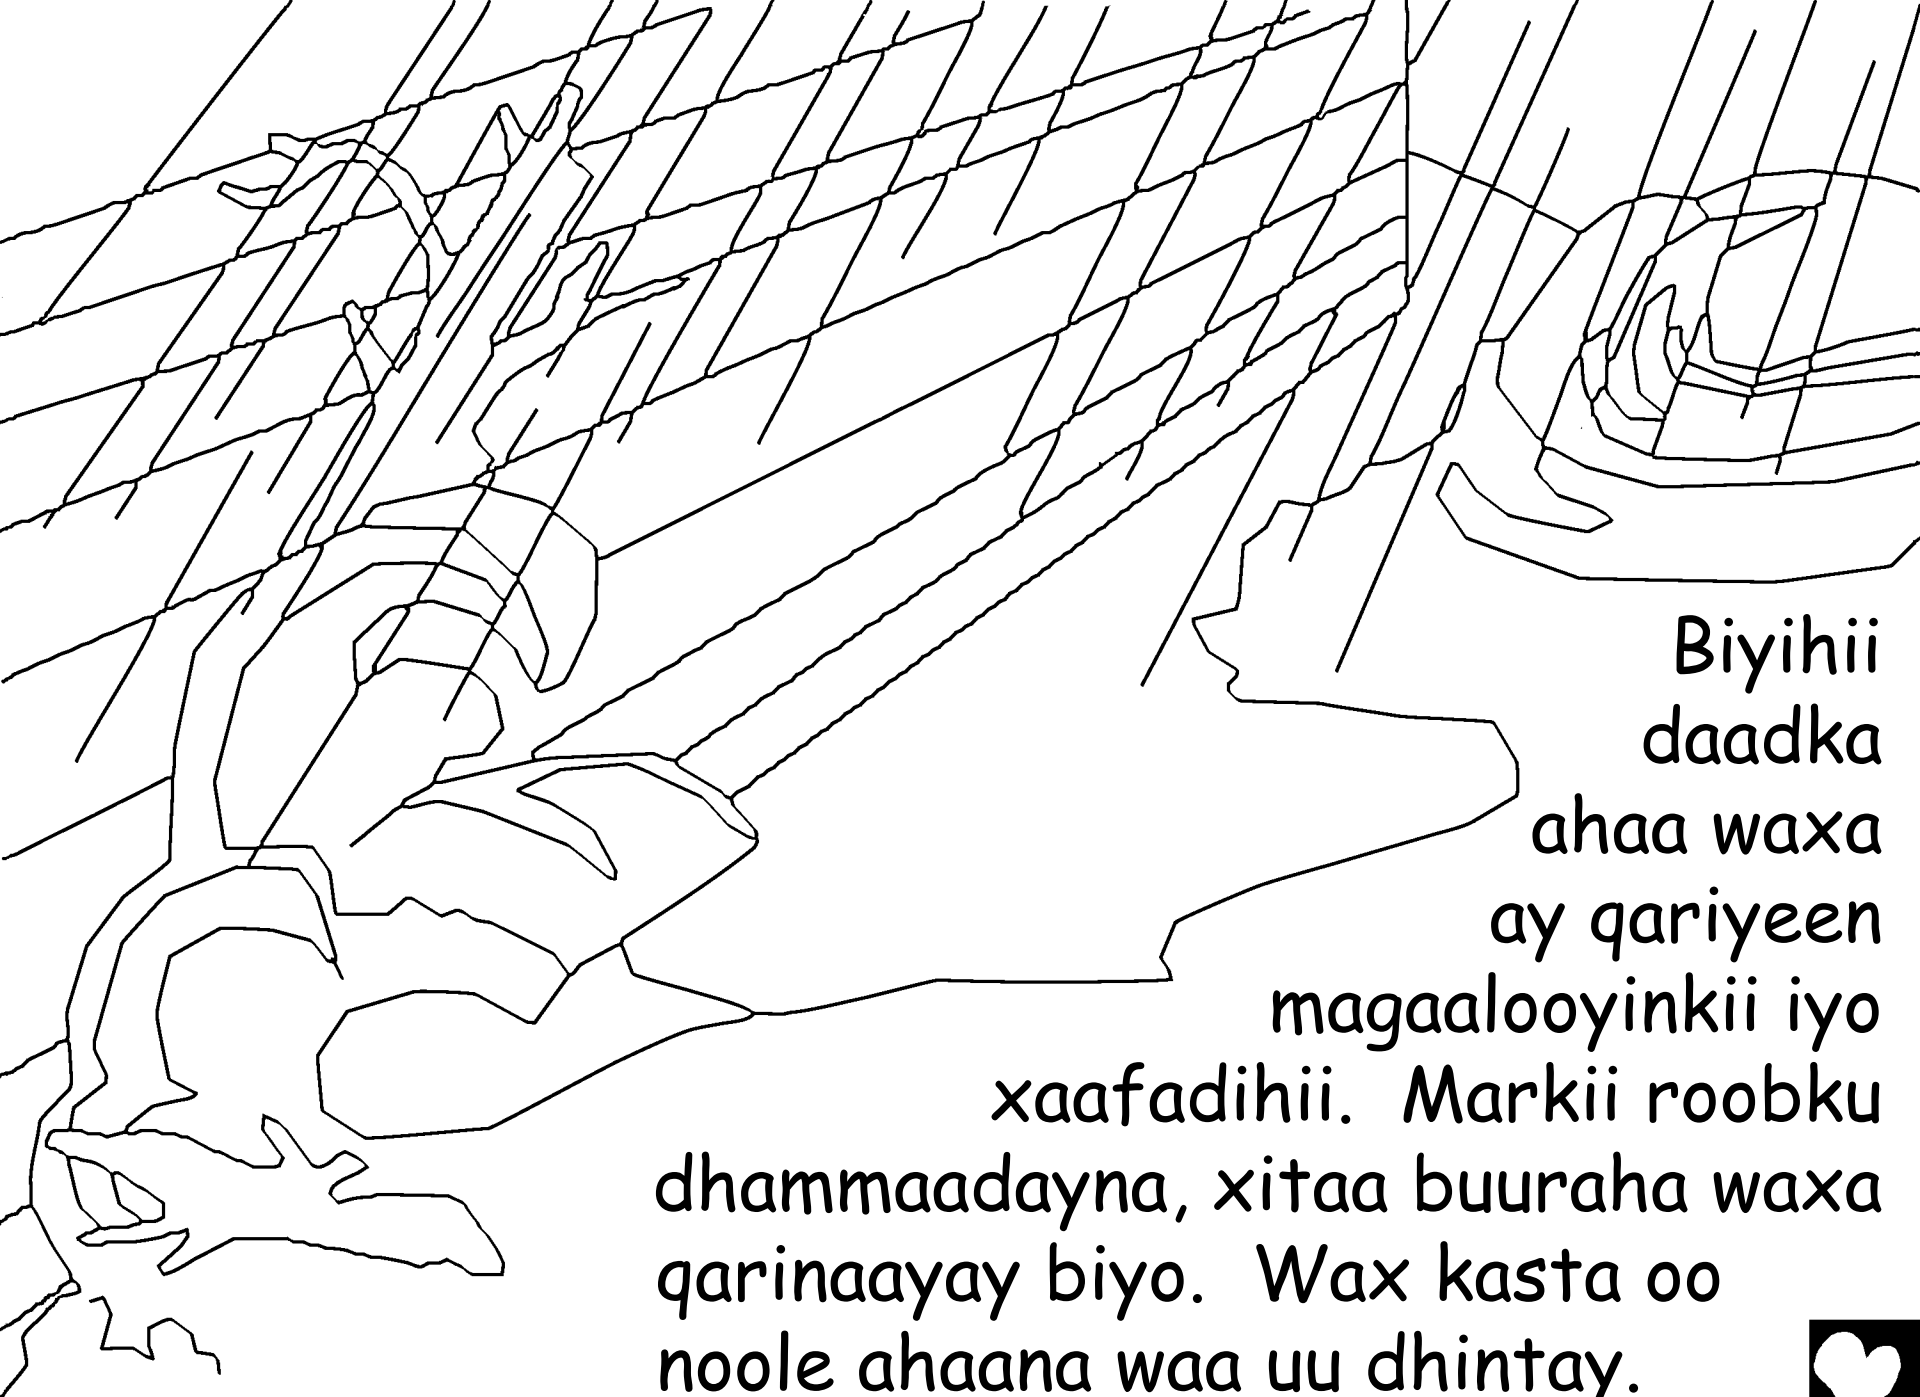 Biyihii
daadka
ahaa waxa
ay qariyeen
magaalooyinkii iyo
xaafadihii. Markii roobku
dhammaadayna, xitaa buuraha waxa
qarinaayay biyo. Wax kasta oo
noole ahaana waa uu dhintay.